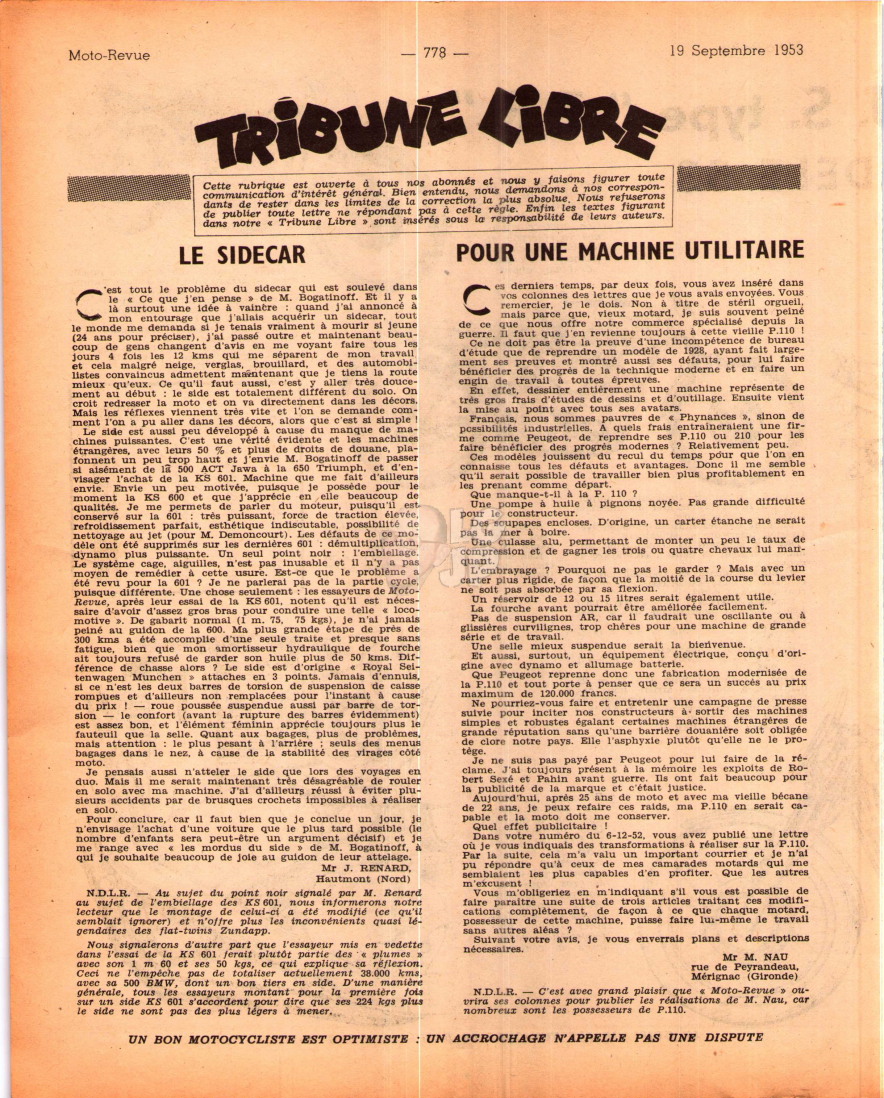 Moto-Revue
— 778 —
19 Septembre 1953
TRIBUNE LIBRE
Cette rubrique est ouverte à tous nos abonnés et nous y faisons figurer toute
communication d'intérêt général. Bien entendu, nous demandons à nos correspon-
dants de rester dans les limites de la correction la plus absolue. Nous refuserons
de publier toute lettre ne répondant pas à cette règle. Enfin les textes figurant
dans notre « Tribune Libre » sont insérés sous la responsabilité de leurs auteurs.
LE SIDECAR
C'est tout le problème du sidecar qui est soulevé dans
le « Ce que j'en pense » de M. Bogatinoff. Et il y a
là surtout une idée à vaincre : quand j'ai annoncé à
mon entourage que j'allais acquérir un sidecar, tout
le monde me demanda si je tenais vraiment à mourir si jeune
(24 ans pour préciser), j'ai passé outre et maintenant beau-
coup de gens changent d'avis en me voyant faire tous les
jours 4 fois les 12 kms qui me séparent de mon travail
et cela malgré neige, verglas, brouillard, et des automobi-
listes convaincus admettent maintenant que je tiens la route
mieux qu'eux. Ce qu'il faut aussi, c'est y aller très douce-
ment au début : le side est totalement différent du solo. On
croit redresser la moto et on va directement dans les décors.
Mais les réflexes viennent très vite et l'on se demande com-
ment l'on a pu aller dans les décors, alors que c'est si simple !
Le side est aussi peu développé à cause du manque de ma-
chines puissantes. C'est une vérité évidente et les machines
étrangères, avec leurs 50 % et plus de droits de douane, pla-
fonnent un peu trop haut et j'envie M. Bogatinoff de passer
si aisément de la 500 ACT Jawa à la 650 Triumph, et d'en-
visager l'achat de la KS 601. Machine que me fait d'ailleurs
envie. Envie un peu motivée, puisque je possède pour le
moment la KS 600 et que j'apprécie en elle beaucoup de
qualités. Je me permets de parler du moteur, puisqu'il est
conservé sur la 601 : très puissant, force de traction élevée,
refroidissement parfait, esthétique indiscutable, possibilité de
nettoyage au jet (pour M. Demoncourt). Les défauts de ce mo-
dèle ont été supprimés sur les dernières 601 : démultiplication,
dynamo plus puissante. Un seul point noir : l'embiellage.
Le système cage, aiguilles, n'est pas inusable et il n'y a pas
moyen de remédier à cette usure. Est-ce que le problème a
été revu pour la 601 ? Je ne parlerai pas de la partie cycle,
puisque différente. Une chose seulement : les essayeurs de Moto-
Revue, après leur essai de la KS 601, notent qu'il est néces-
saire d'avoir d'assez gros bras pour conduire une telle « loco-
motive ». De gabarit normal (1 m. 75, 75 kgs), je n'ai jamais
peiné au guidon de la 600. Ma plus grande étape de près de
300 kms a été accomplie d'une seule traite et presque sans
fatigue, bien que mon amortisseur hydraulique de fourche
ait toujours refusé de garder son huile plus de 50 kms. Dif-
férence de chasse alors ? Le side est d'origine « Royal Sei-
tenwagen Munchen » attaches en 3 points. Jamais d'ennuis,
si ce n'est les deux barres de torsion de suspension de caisse
rompues et d'ailleurs non remplacées pour l'instant à cause
du prix ! — roue poussée suspendue aussi par barre de tor-
sion — le confort (avant la rupture des barres évidemment)
est assez bon, et l'élément féminin apprécie toujours plus le
fauteuil que la selle. Quant aux bagages, plus de problèmes,
mais attention : le plus pesant à l'arrière ; seuls des menus
bagages dans le nez, à cause de la stabilité des virages côté
moto.
Je pensais aussi n'atteler le side que lors des voyages en
duo. Mais il me serait maintenant très désagréable de rouler
en solo avec ma machine. J'ai d'ailleurs réussi à éviter plu-
sieurs accidents par de brusques crochets impossibles à réaliser
en solo.
Pour conclure, car il faut bien que je conclue un jour, je
n'envisage l'achat d'une voiture que le plus tard possible (le
nombre d'enfants sera peut-être un argument décisif) et je
me range avec « les mordus du side » de M. Bogatinoff, à
qui je souhaite beaucoup de joie au guidon de leur attelage.
Mr J. RENARD,
Hautmont (Nord)
N.D.L.R. — Au sujet du point noir signalé par M. Renard
au sujet de l'embiellage des KS 601, nous informerons notre
lecteur que le montage de celui-ci a été modifié (ce qu'il
semblait ignorer) et n'offre plus les inconvénients quasi lé-
gendaires des flat-twins Zundapp.
Nous signalerons d'autre part que l'essayeur mis en vedette
dans l'essai de la KS 601 ferait plutôt partie des « plumes »
avec son 1 m 60 et ses 50 kgs, ce qui explique sa réflexion.
Ceci ne l'empêche pas de totaliser actuellement 38.000 kms,
avec sa 500 BMW, dont un bon tiers en side. D'une manière
générale, tous les essayeurs montant pour la première fois
sur un side KS 601 s'accordent pour dire que ses 224 kgs plus
le side ne sont pas des plus légers à mener.
POUR UNE MACHINE UTILITAIRE
Ces derniers temps, par deux fois, vous avez inséré dans
vos colonnes des lettres que je vous avais envoyées. Vous
remercier, je le dois. Non à titre de stéril orgueil,
mais parce que, vieux motard, je suis souvent peiné
de ce que nous offre notre commerce spécialisé depuis la
guerre. Il faut que j'en revienne toujours à cette vieille P.110 !
Ce ne doit pas être la preuve d'une incompétence de bureau
d'étude que de reprendre un modèle de 1928, ayant fait large-
ment ses preuves et montré aussi ses défauts, pour lui faire
bénéficier des progrès de la technique moderne et en faire un
engin de travail à toutes épreuves.
En effet, dessiner entièrement une machine représente de
très gros frais d'études de dessins et d'outillage. Ensuite vient
la mise au point avec tous ses avatars.
Français, nous sommes pauvres de « Phynances », sinon de
possibilités industrielles. A quels frais entraîneraient une fir-
me comme Peugeot, de reprendre ses P.110 ou 210 pour les
faire bénéficier des progrès modernes ? Relativement peu.
Ces modèles jouissent du recul du temps pour que l'on en
connaisse tous les défauts et avantages. Donc il me semble
qu'il serait possible de travailler bien plus profitablement en
les prenant comme départ.
Que manque-t-il à la P. 110 ?
Une pompe à huile à pignons noyée. Pas grande difficulté
pour le constructeur.
Des soupapes encloses. D'origine, un carter étanche ne serait
pas la mer à boire.
Une culasse alu, permettant de monter un peu le taux de
compression et de gagner les trois ou quatre chevaux lui man-
quant.
L'embrayage ? Pourquoi ne pas le garder ? Mais avec un
carter plus rigide, de façon que la moitié de la course du levier
ne soit pas absorbée par sa flexion.
Un réservoir de 12 ou 15 litres serait également utile.
La fourche avant pourrait être améliorée facilement.
Pas de suspension AR, car il faudrait une oscillante ou à
glissières curvilignes, trop chères pour une machine de grande
série et de travail.
Une selle mieux suspendue serait la bienvenue.
Et aussi, surtout, un équipement électrique, conçu d'ori-
gine avec dynamo et allumage batterie.
Que Peugeot reprenne donc une fabrication modernisée de
la P.110 et tout porte à penser que ce sera un succès au prix
maximum de 120.000 francs.
Ne pourriez-vous faire et entretenir une campagne de presse
suivie pour inciter nos constructeurs à sortir des machines
simples et robustes égalant certaines machines étrangères de
grande réputation sans qu'une barrière douanière soit obligée
de clore notre pays. Elle l'asphyxie plutôt qu'elle ne le pro-
tège.
Je ne suis pas payé par Peugeot pour lui faire de la ré-
clame. J'ai toujours présent à la mémoire les exploits de Ro-
bert Sexé et Pahin avant guerre. Ils ont fait beaucoup pour
la publicité de la marque et c'était justice.
Aujourd'hui, après 25 ans de moto et avec ma vieille bécane
de 22 ans, je peux refaire ces raids, ma P.110 en serait ca-
pable et la moto doit me conserver.
Quel effet publicitaire !
Dans votre numéro du 6-12-52, vous avez publié une lettre
où je vous indiquais des transformations à réaliser sur la P.110.
Par la suite, cela m'a valu un important courrier et je n'ai
pu répondre qu'à ceux de mes camarades motards qui me
semblaient les plus capables d'en profiter. Que les autres
m'excusent !
Vous m'obligeriez en m'indiquant s'il vous est possible de
faire paraître une suite de trois articles traitant ces modifi-
cations complètement, de façon à ce que chaque motard,
possesseur de cette machine, puisse faire lui-même le travail
sans autres aléas ?
Suivant votre avis, je vous enverrais plans et descriptions
nécessaires.
Mr M. NAU
rue de Peyrandeau,
Mérignac (Gironde)
N.D.L.R. — C'est avec grand plaisir que « Moto-Revue » ou-
vrira ses colonnes pour publier les réalisations de M. Nau, car
nombreux sont les possesseurs de P.110.
UN BON MOTOCYCLISTE EST OPTIMISTE : UN ACCROCHAGE N'APPELLE PAS UNE DISPUTE